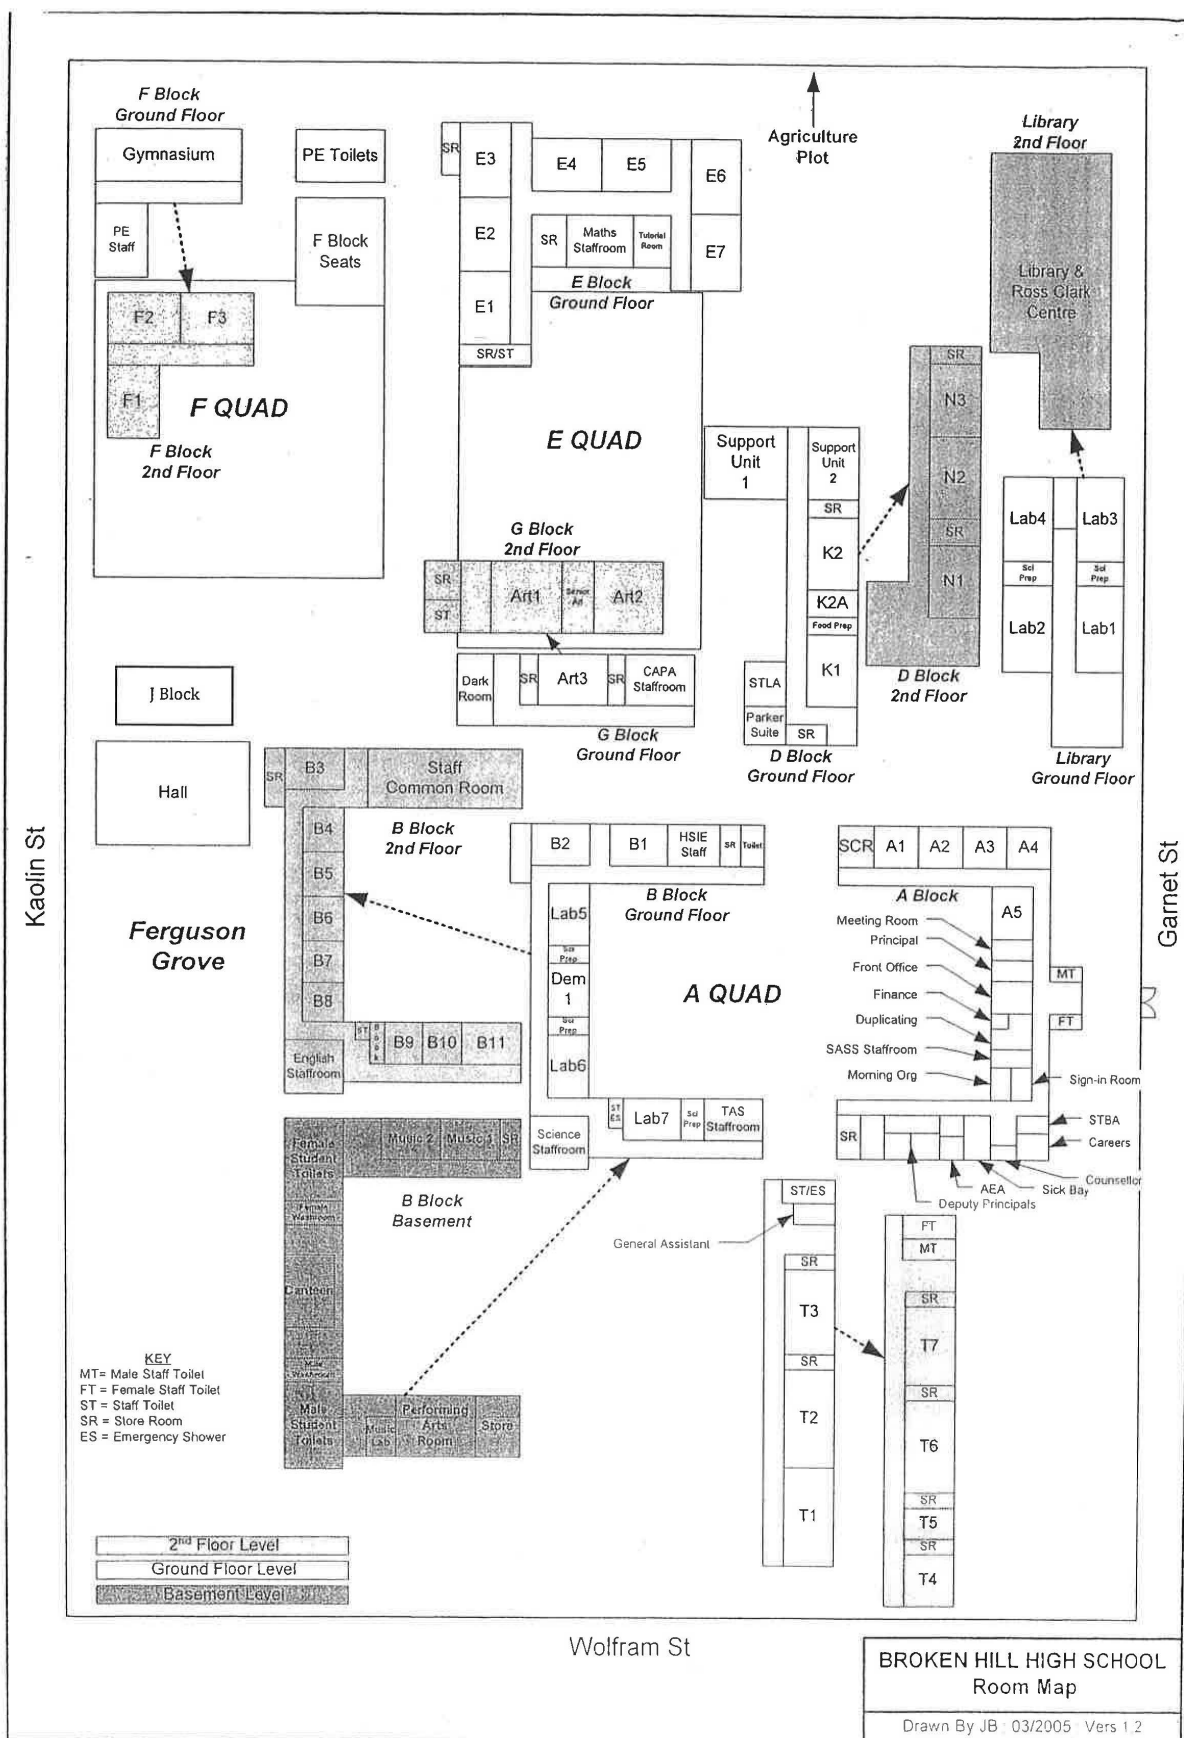 F Block
Ground Floor
Gymnasium
PE Toilets
PE
Staff
F Block
Seats
F2
F3
F1
F QUAD
F Block
2nd Floor
SR
E3
E4
E5
E6
E2
SR
Maths
Staffroom
Tutorial
Room
E7
E1
E Block
Ground Floor
SR/ST
E QUAD
Agriculture
Plot
Library
2nd Floor
Library &
Ross Clark
Centre
Support
Unit
1
Support
Unit
2
SR
K2
K2A
Food Prep
K1
STLA
Parker
Suite
SR
D Block
Ground Floor
SR
N3
N2
SR
N1
D Block
2nd Floor
Lab4
Lab3
Sci
Prep
Sci
Prep
Lab2
Lab1
Library
Ground Floor
G Block
2nd Floor
SR
ST
Art1
Senior
Art
Art2
Dark
Room
SR
Art3
SR
CAPA
Staffroom
G Block
Ground Floor
J Block
Hall
Kaolin St
Garnet St
SR
B3
Staff
Common Room
B4
B5
B6
B7
B8
B Block
2nd Floor
ST
B9
B10
B11
English
Staffroom
Ferguson
Grove
B2
B1
HSIE
Staff
SR
Toilet
B Block
Ground Floor
Lab5
Sci
Prep
Dem
1
Sci
Prep
Lab6
A QUAD
ST
ES
Lab7
Sci
Prep
TAS
Staffroom
Science
Staffroom
SCR
A1
A2
A3
A4
A Block
A5
Meeting Room
Principal
Front Office
Finance
Duplicating
SASS Staffroom
Morning Org
MT
FT
Sign-in Room
SR
STBA
Careers
Counsellor
Sick Bay
AEA
Deputy Principals
Female
Student
Toilets
Music 2
Music 1
SR
Female
Washroom
B Block
Basement
Canteen
Male
Washroom
Male
Student
Toilets
Music
Lab
Performing
Arts
Room
Store
ST/ES
General Assistant
SR
T3
SR
T2
T1
FT
MT
SR
T7
SR
T6
SR
T5
SR
T4
KEY
MT= Male Staff Toilet
FT = Female Staff Toilet
ST = Staff Toilet
SR = Store Room
ES = Emergency Shower
2nd Floor Level
Ground Floor Level
Basement Level
Wolfram St
BROKEN HILL HIGH SCHOOL
Room Map
Drawn By JB : 03/2005 Vers 1.2